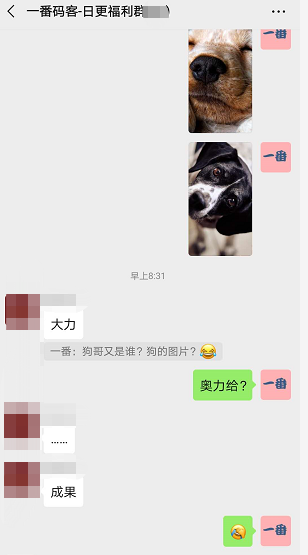 一番码客-日更福利群
一番
一番
早上8:31
大力
一番：狗哥又是谁？狗的图片？
奥力给？
一番
……
成果
一番